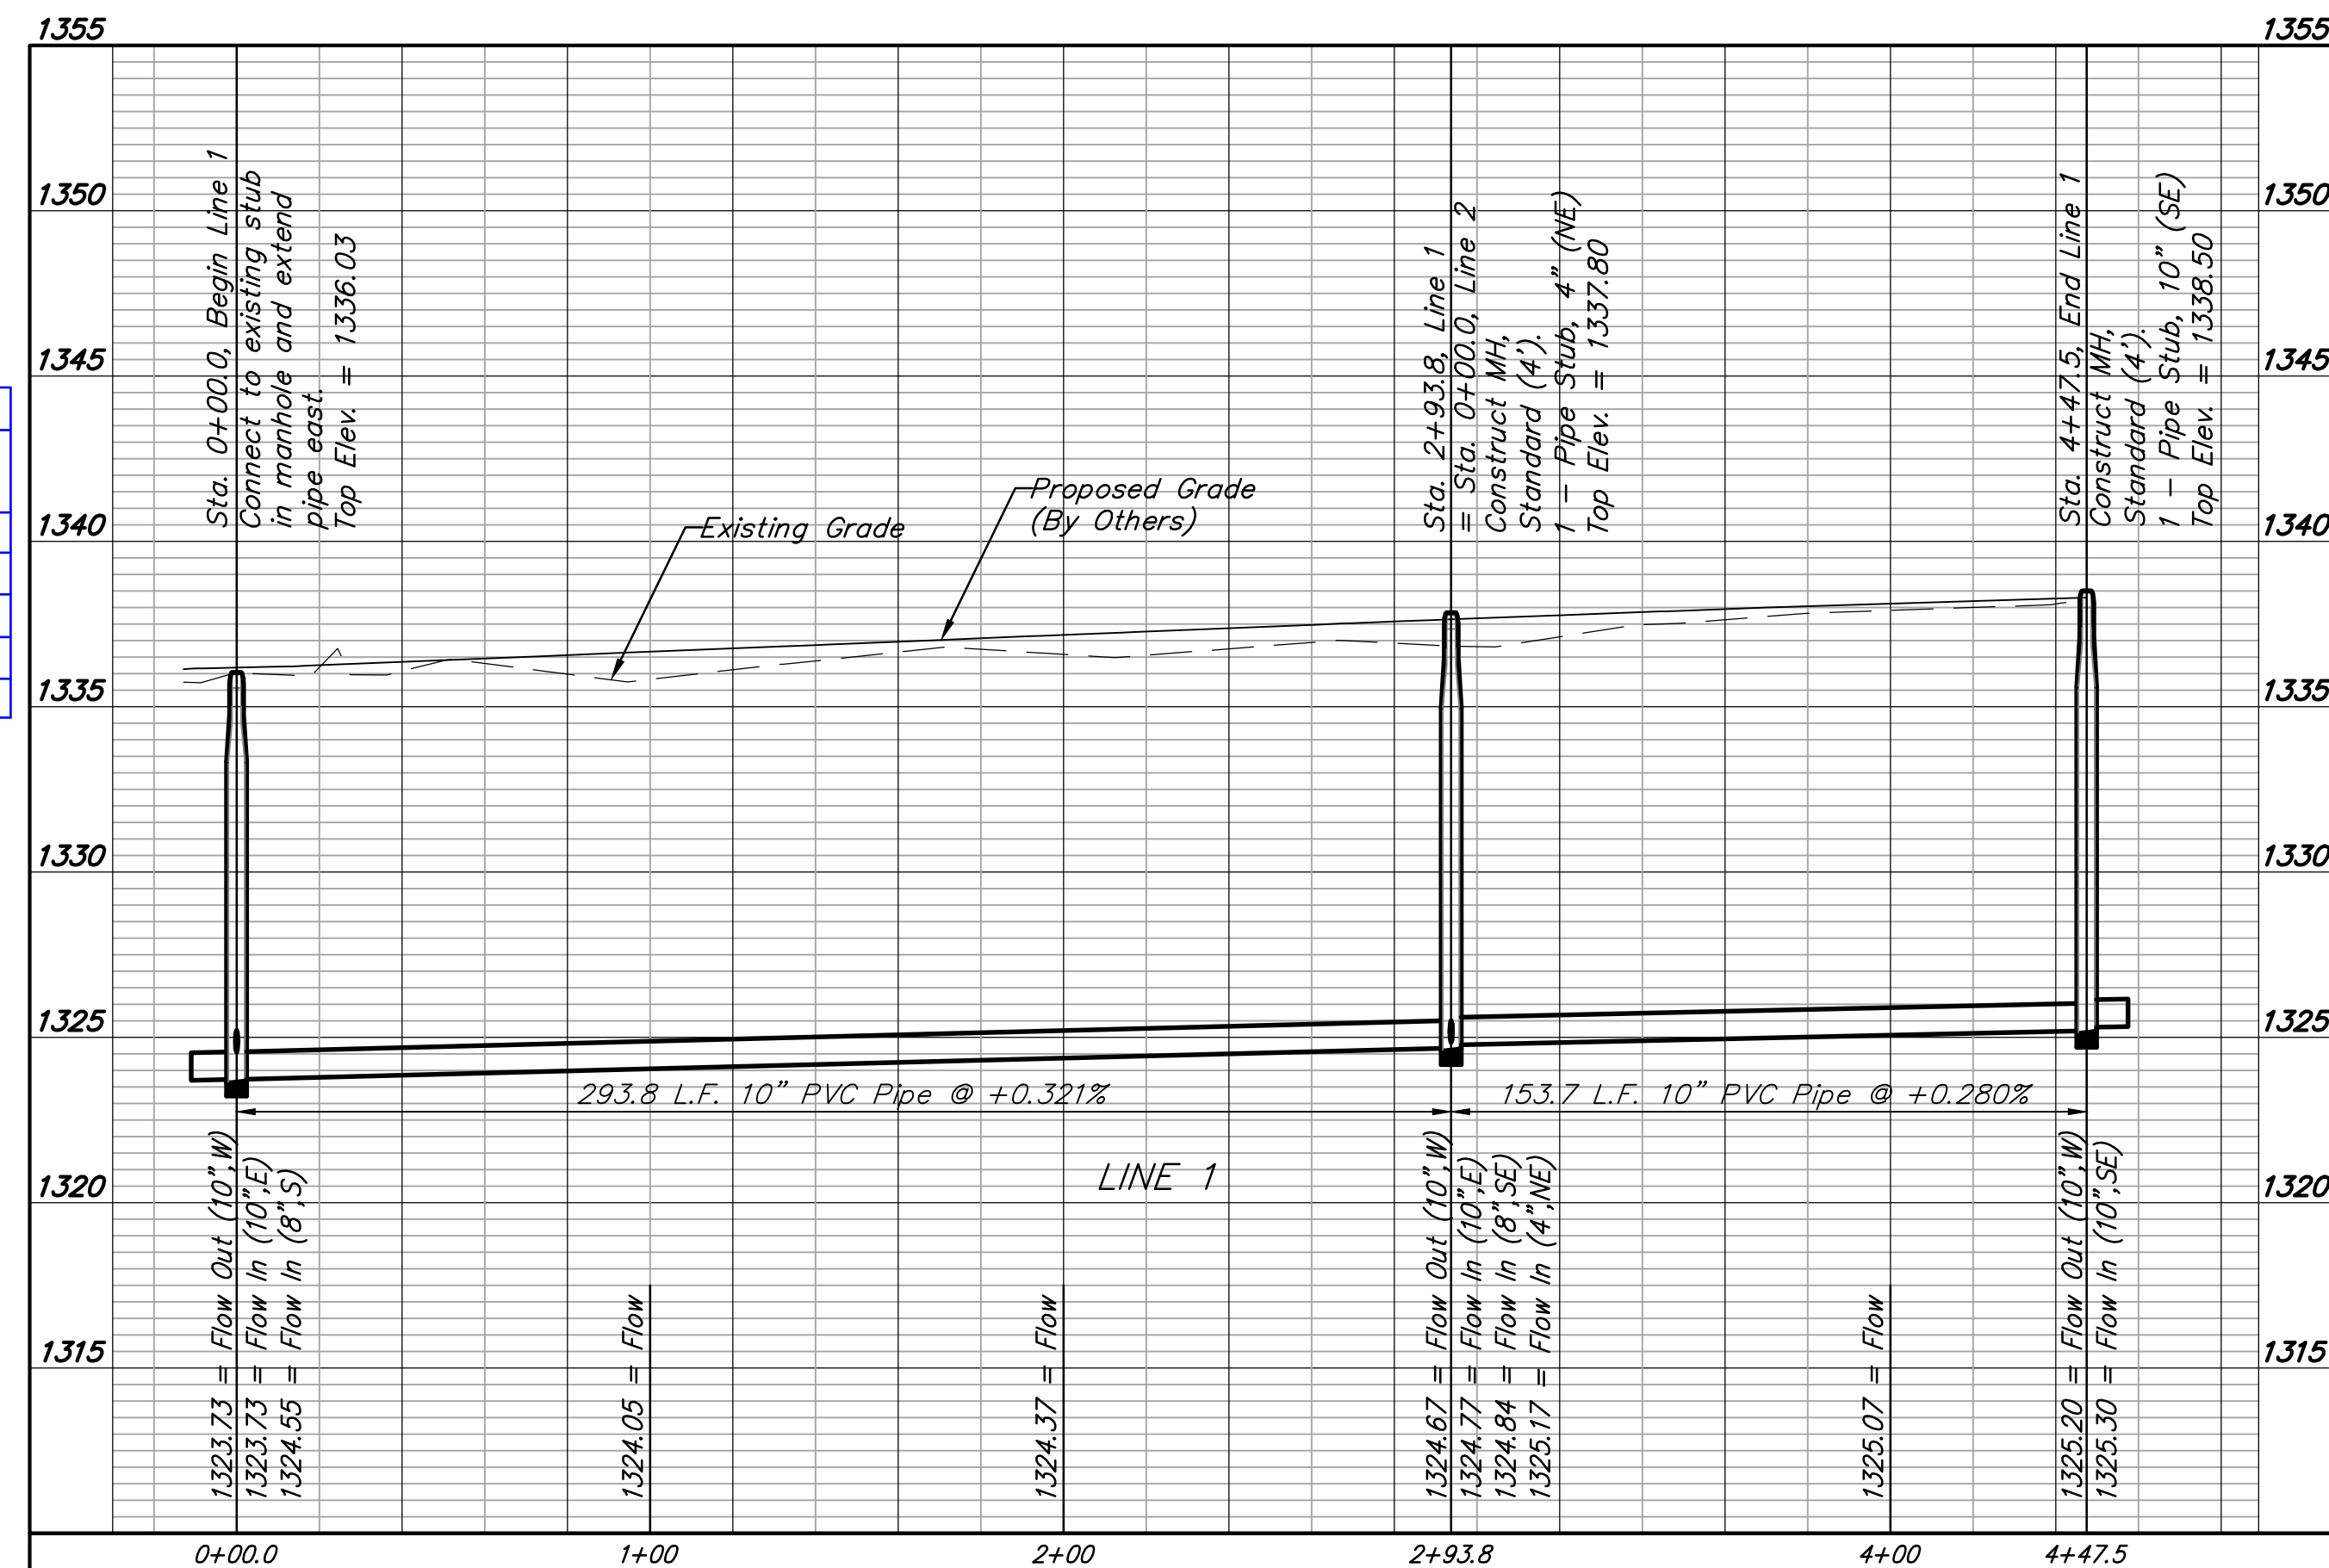 1355
1355
1350
1350
1345
1345
1340
1340
1335
1335
1330
1330
1325
1325
1320
1320
1315
1315
Sta. 0+00.0, Begin Line 1
Connect to existing stub
in manhole and extend
pipe east.
Top Elev. = 1336.03
Existing Grade
Proposed Grade
(By Others)
Sta. 2+93.8, Line 1
= Sta. 0+00.0, Line 2
Construct MH,
Standard (4').
1 - Pipe Stub, 4" (NE)
Top Elev. = 1337.80
Sta. 4+47.5, End Line 1
Construct MH,
Standard (4').
1 - Pipe Stub, 10" (SE)
Top Elev. = 1338.50
293.8 L.F. 10" PVC Pipe @ +0.321%
153.7 L.F. 10" PVC Pipe @ +0.280%
LINE 1
1323.73 = Flow Out (10",W)
1323.73 = Flow In (10",E)
1324.55 = Flow In (8",S)
1324.05 = Flow
1324.37 = Flow
1324.67 = Flow Out (10",W)
1324.77 = Flow In (10",E)
1324.84 = Flow In (8",SE)
1325.17 = Flow In (4",NE)
1325.07 = Flow
1325.20 = Flow Out (10",W)
1325.30 = Flow In (10",SE)
0+00.0
1+00
2+00
2+93.8
4+00
4+47.5